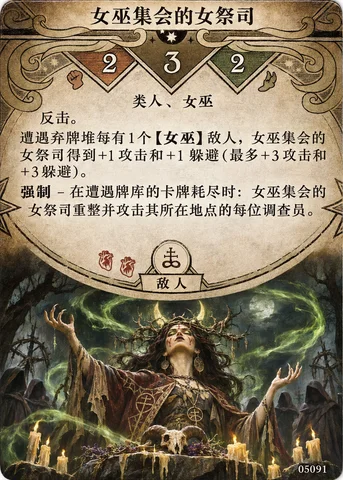 女巫集会的女祭司
2 3 2
类人、女巫
反击。
遭遇弃牌堆每有1个【女巫】敌人，女巫集会的
女祭司得到+1攻击和+1躲避(最多+3攻击和
+3躲避)。
强制 – 在遭遇牌库的卡牌耗尽时：女巫集会的
女祭司重整并攻击其所在地点的每位调查员。
敌人
05091